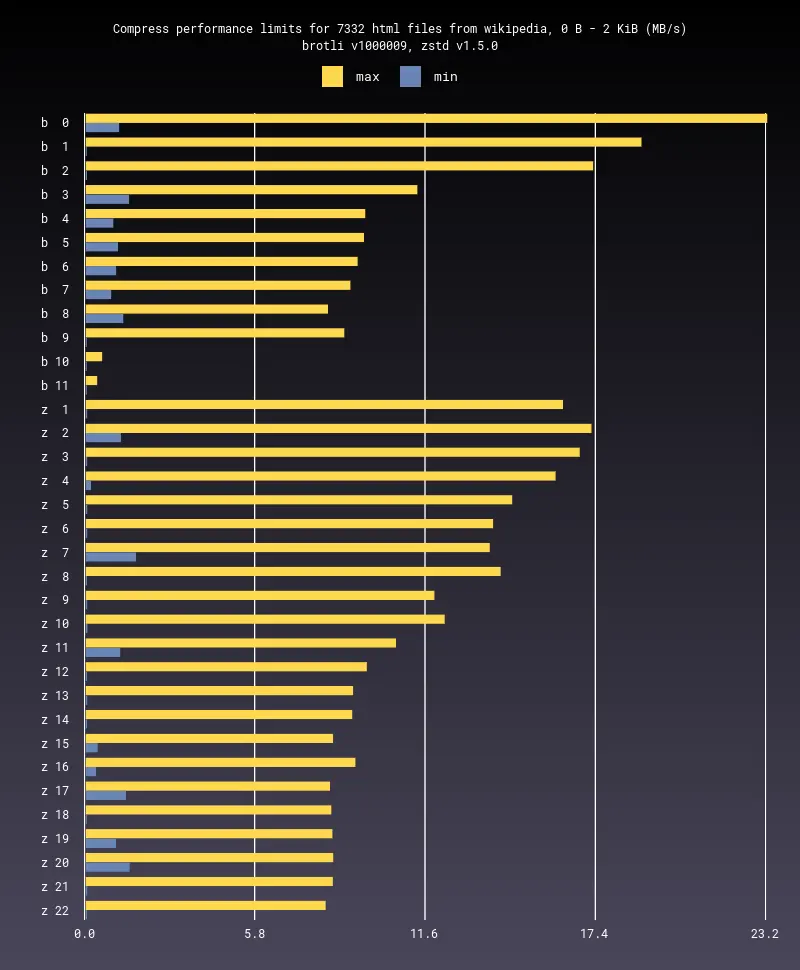 Compress performance limits for 7332 html files from wikipedia, 0 B - 2 KiB (MB/s)
brotli v1000009, zstd v1.5.0
max min
b 0
b 1
b 2
b 3
b 4
b 5
b 6
b 7
b 8
b 9
b 10
b 11
z 1
z 2
z 3
z 4
z 5
z 6
z 7
z 8
z 9
z 10
z 11
z 12
z 13
z 14
z 15
z 16
z 17
z 18
z 19
z 20
z 21
z 22
0.0 5.8 11.6 17.4 23.2